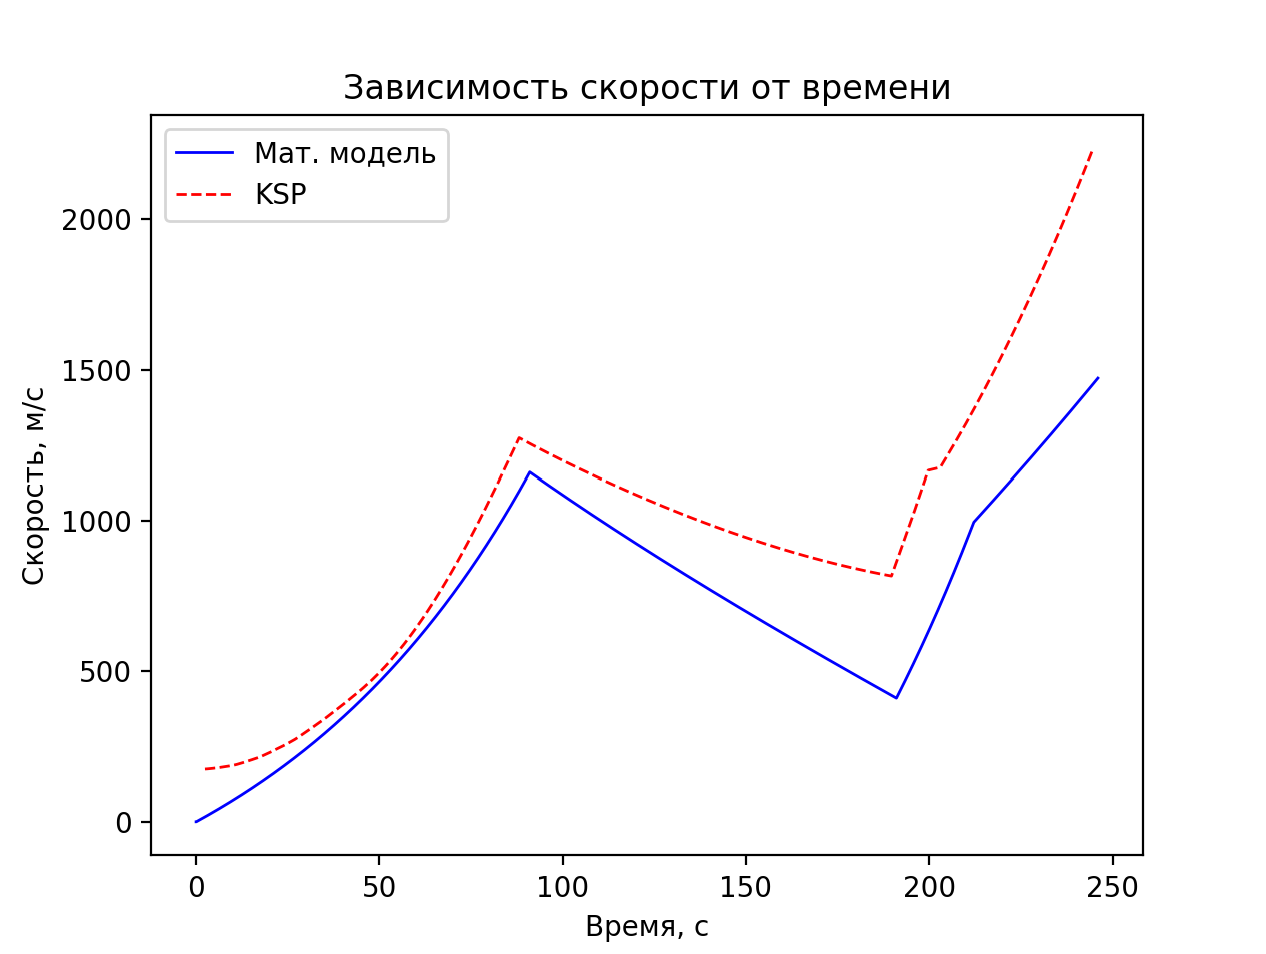 Зависимость скорости от времени
Мат. модель
KSP
2000
1500
1000
500
0
Скорость, м/с
0 50 100 150 200 250
Время, с